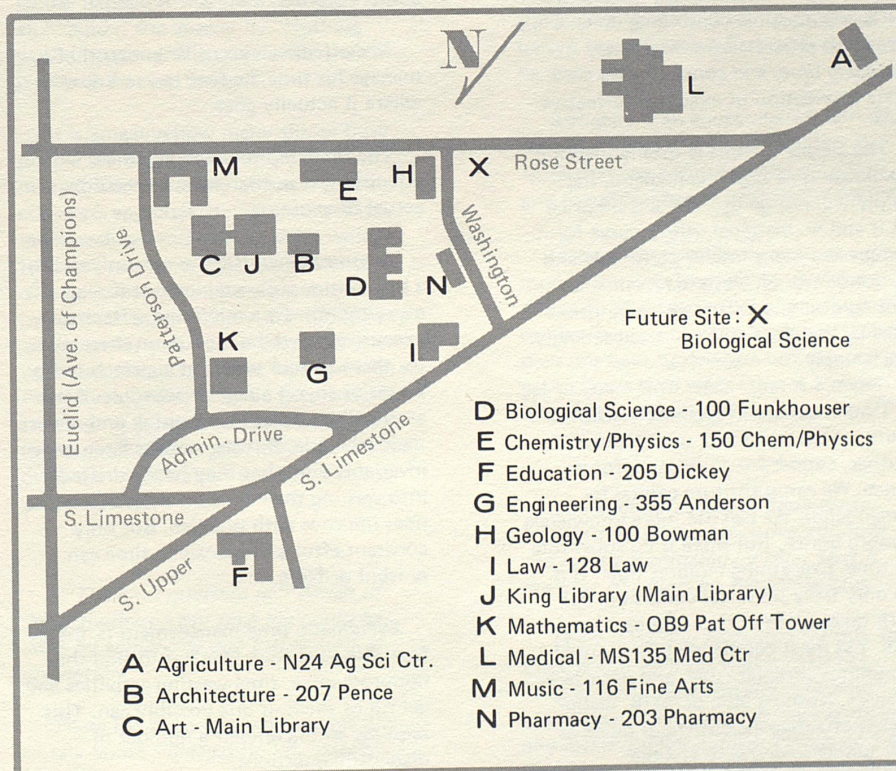 N
A
L
Rose Street
M
E
H
X
Washington
Euclid (Ave. of Champions)
Patterson Drive
C
J
B
D
N
K
G
I
Future Site: X
Biological Science
Admin. Drive
S. Limestone
S. Limestone
S. Upper
F
D Biological Science - 100 Funkhouser
E Chemistry/Physics - 150 Chem/Physics
F Education - 205 Dickey
G Engineering - 355 Anderson
H Geology - 100 Bowman
I Law - 128 Law
J King Library (Main Library)
K Mathematics - OB9 Pat Off Tower
L Medical - MS135 Med Ctr
M Music - 116 Fine Arts
N Pharmacy - 203 Pharmacy
A Agriculture - N24 Ag Sci Ctr.
B Architecture - 207 Pence
C Art - Main Library